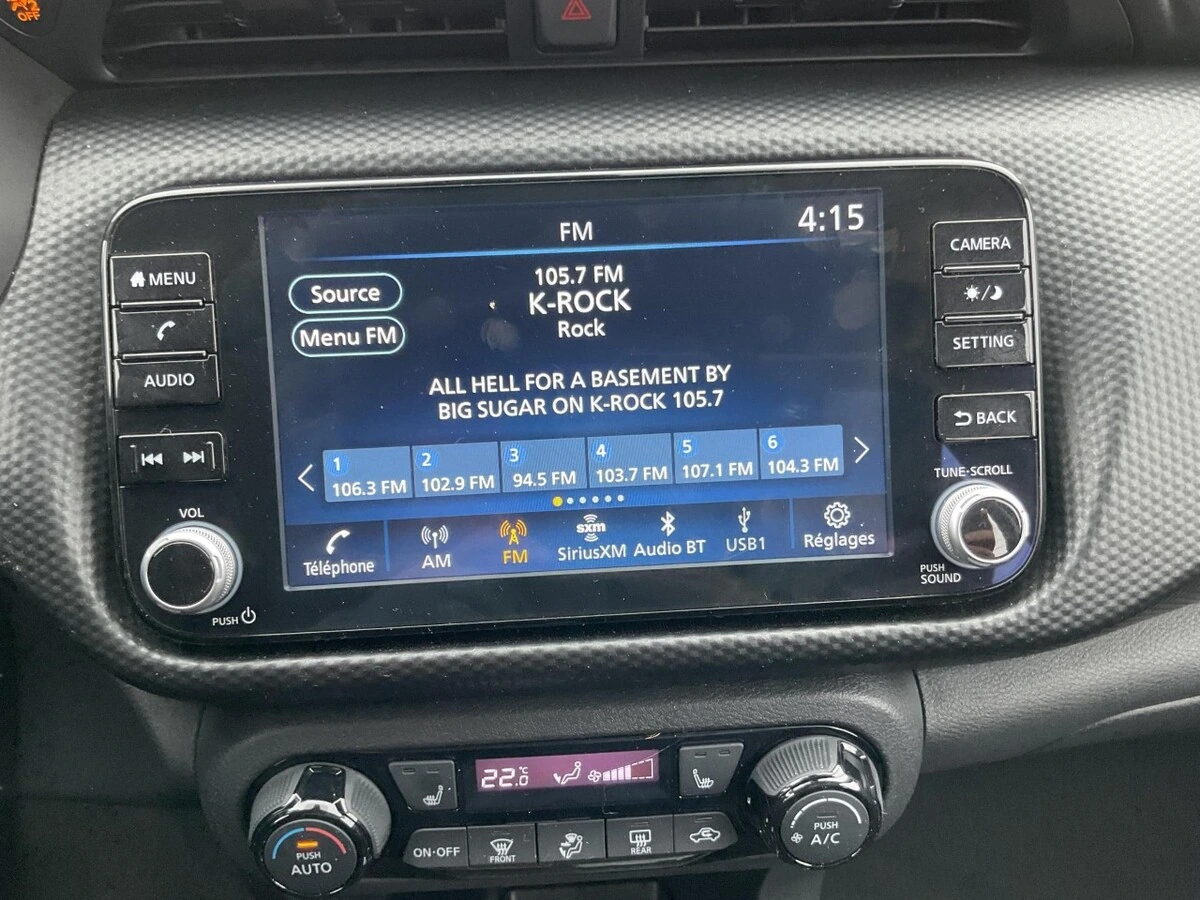 OFF
FM
4:15
MENU
AUDIO
VOL
PUSH
Source
Menu FM
105.7 FM
K-ROCK
Rock
ALL HELL FOR A BASEMENT BY
BIG SUGAR ON K-ROCK 105.7
1 106.3 FM
2 102.9 FM
3 94.5 FM
4 103.7 FM
5 107.1 FM
6 104.3 FM
Téléphone
AM
FM
sxm
SiriusXM
Audio BT
USB1
Réglages
CAMERA
SETTING
BACK
TUNE·SCROLL
PUSH
SOUND
22.0 °C
PUSH
AUTO
ON·OFF
FRONT
REAR
PUSH
A/C